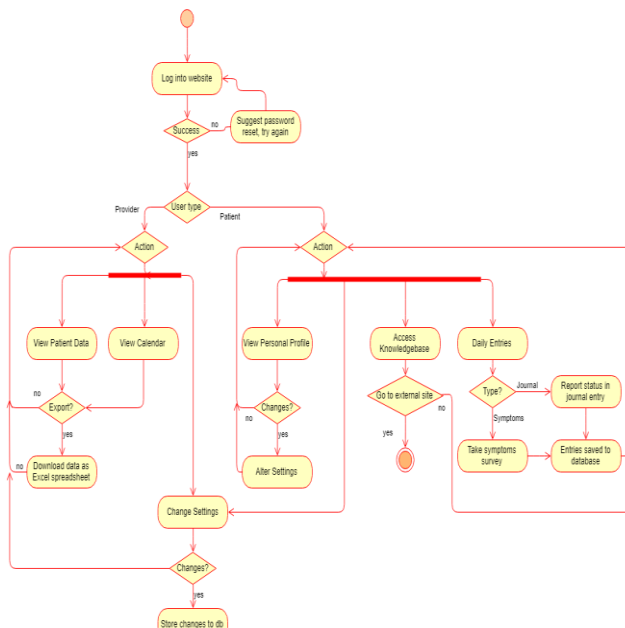 Log into website
Success
no
Suggest password
reset, try again
yes
User type
Provider
Patient
Action
Action
View Patient Data
View Calendar
View Personal Profile
Access
Knowledgebase
Daily Entries
no
Export?
yes
Changes?
no
yes
Go to external site
no
yes
Type?
Journal
Symptoms
Report status in
journal entry
no
Download data as
Excel spreadsheet
Alter Settings
Take symptoms
survey
Entries saved to
database
Change Settings
Changes?
yes
Store changes to db